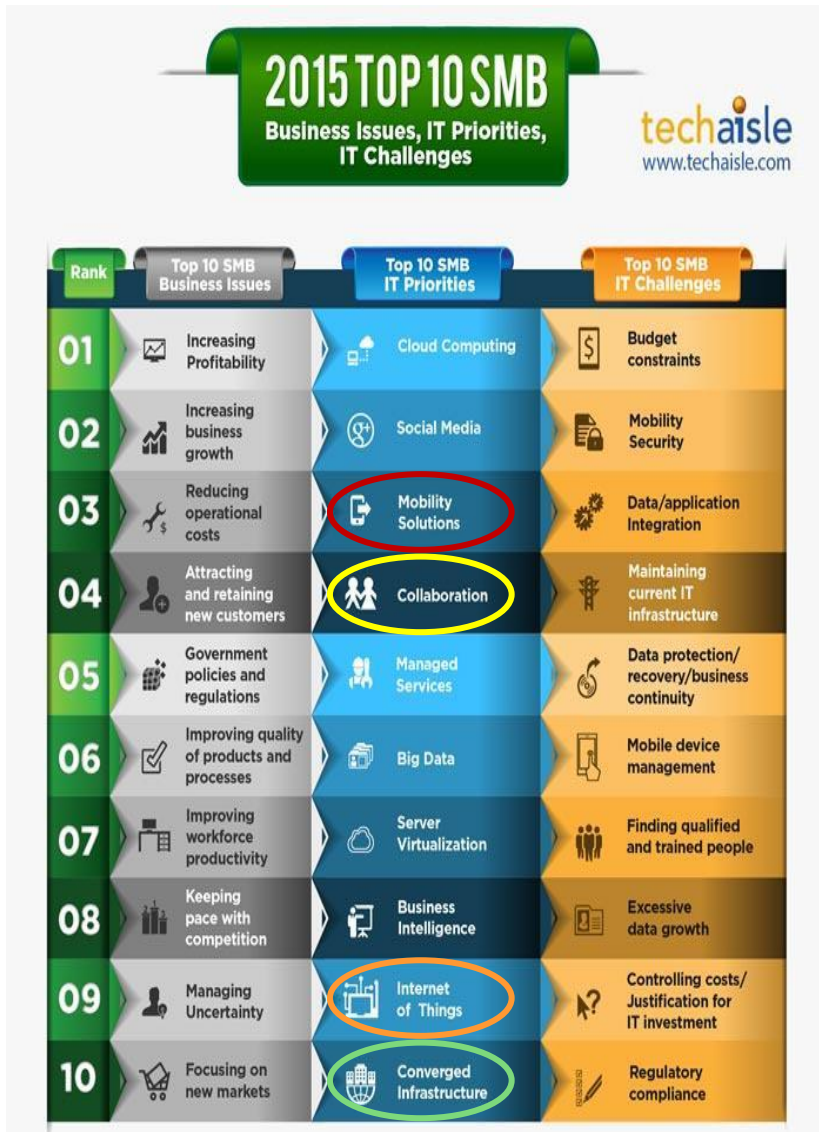 2015 TOP 10 SMB
Business Issues, IT Priorities,
IT Challenges
techaisle
www.techaisle.com
Rank
Top 10 SMB
Business Issues
Top 10 SMB
IT Priorities
Top 10 SMB
IT Challenges
01
Increasing
Profitability
Cloud Computing
Budget
constraints
02
Increasing
business
growth
Social Media
Mobility
Security
03
Reducing
operational
costs
Mobility
Solutions
Data/application
Integration
04
Attracting
and retaining
new customers
Collaboration
Maintaining
current IT
infrastructure
05
Government
policies and
regulations
Managed
Services
Data protection/
recovery/business
continuity
06
Improving quality
of products and
processes
Big Data
Mobile device
management
07
Improving
workforce
productivity
Server
Virtualization
Finding qualified
and trained people
08
Keeping
pace with
competition
Business
Intelligence
Excessive
data growth
09
Managing
Uncertainty
Internet
of Things
Controlling costs/
Justification for
IT investment
10
Focusing on
new markets
Converged
Infrastructure
Regulatory
compliance